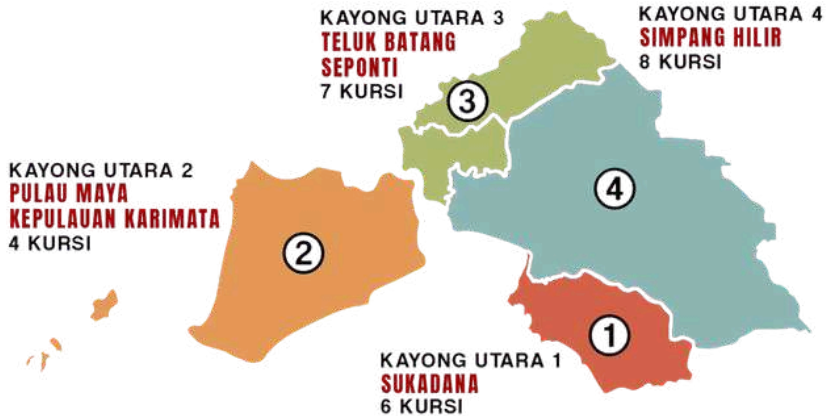 KAYONG UTARA 3
TELUK BATANG
SEPONTI
7 KURSI
KAYONG UTARA 4
SIMPANG HILIR
8 KURSI
3
KAYONG UTARA 2
PULAU MAYA
KEPULAUAN KARIMATA
4 KURSI
4
2
1
KAYONG UTARA 1
SUKADANA
6 KURSI